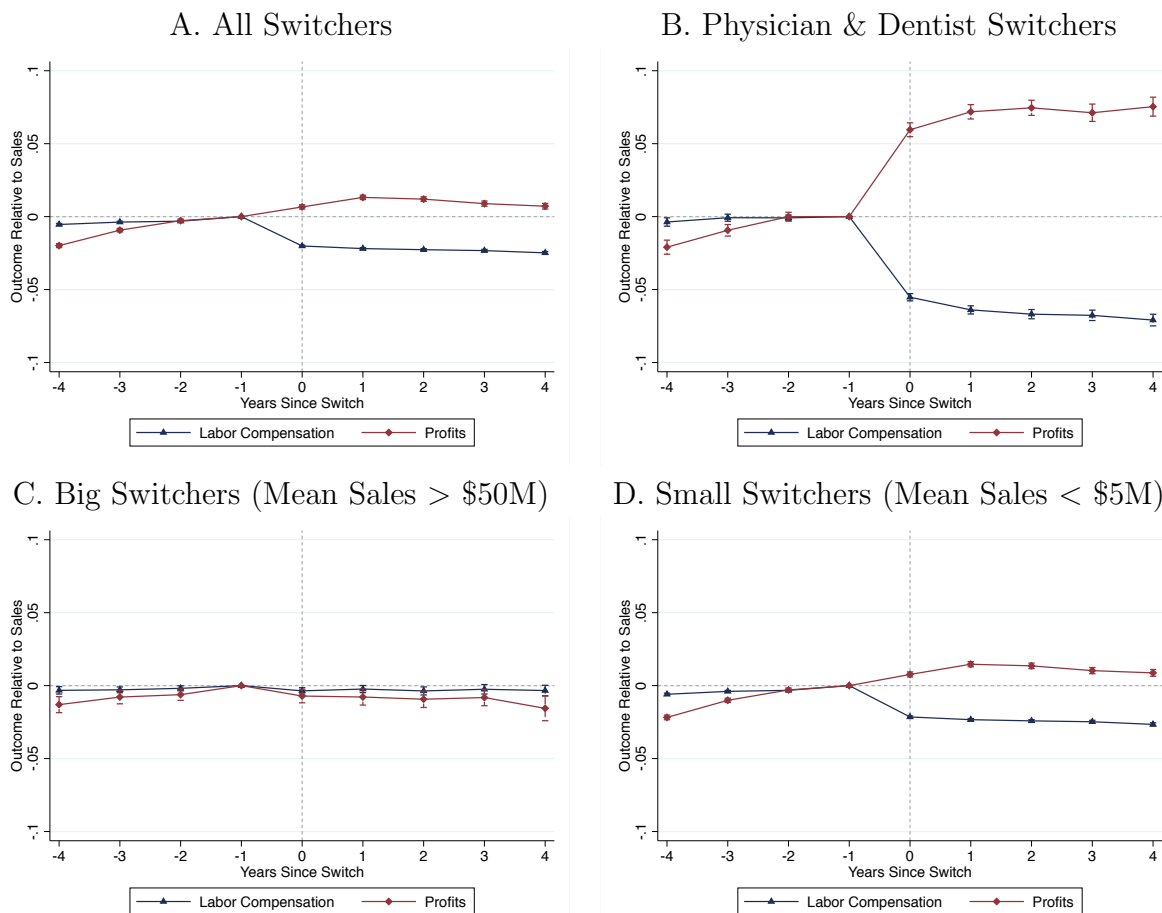 A. All Switchers
Outcome Relative to Sales
.1
.05
0
-.05
-.1
-4 -3 -2 -1 0 1 2 3 4
Years Since Switch
Labor Compensation Profits
B. Physician & Dentist Switchers
Outcome Relative to Sales
.1
.05
0
-.05
-.1
-4 -3 -2 -1 0 1 2 3 4
Years Since Switch
Labor Compensation Profits
C. Big Switchers (Mean Sales > $50M)
Outcome Relative to Sales
.1
.05
0
-.05
-.1
-4 -3 -2 -1 0 1 2 3 4
Years Since Switch
Labor Compensation Profits
D. Small Switchers (Mean Sales < $5M)
Outcome Relative to Sales
.1
.05
0
-.05
-.1
-4 -3 -2 -1 0 1 2 3 4
Years Since Switch
Labor Compensation Profits